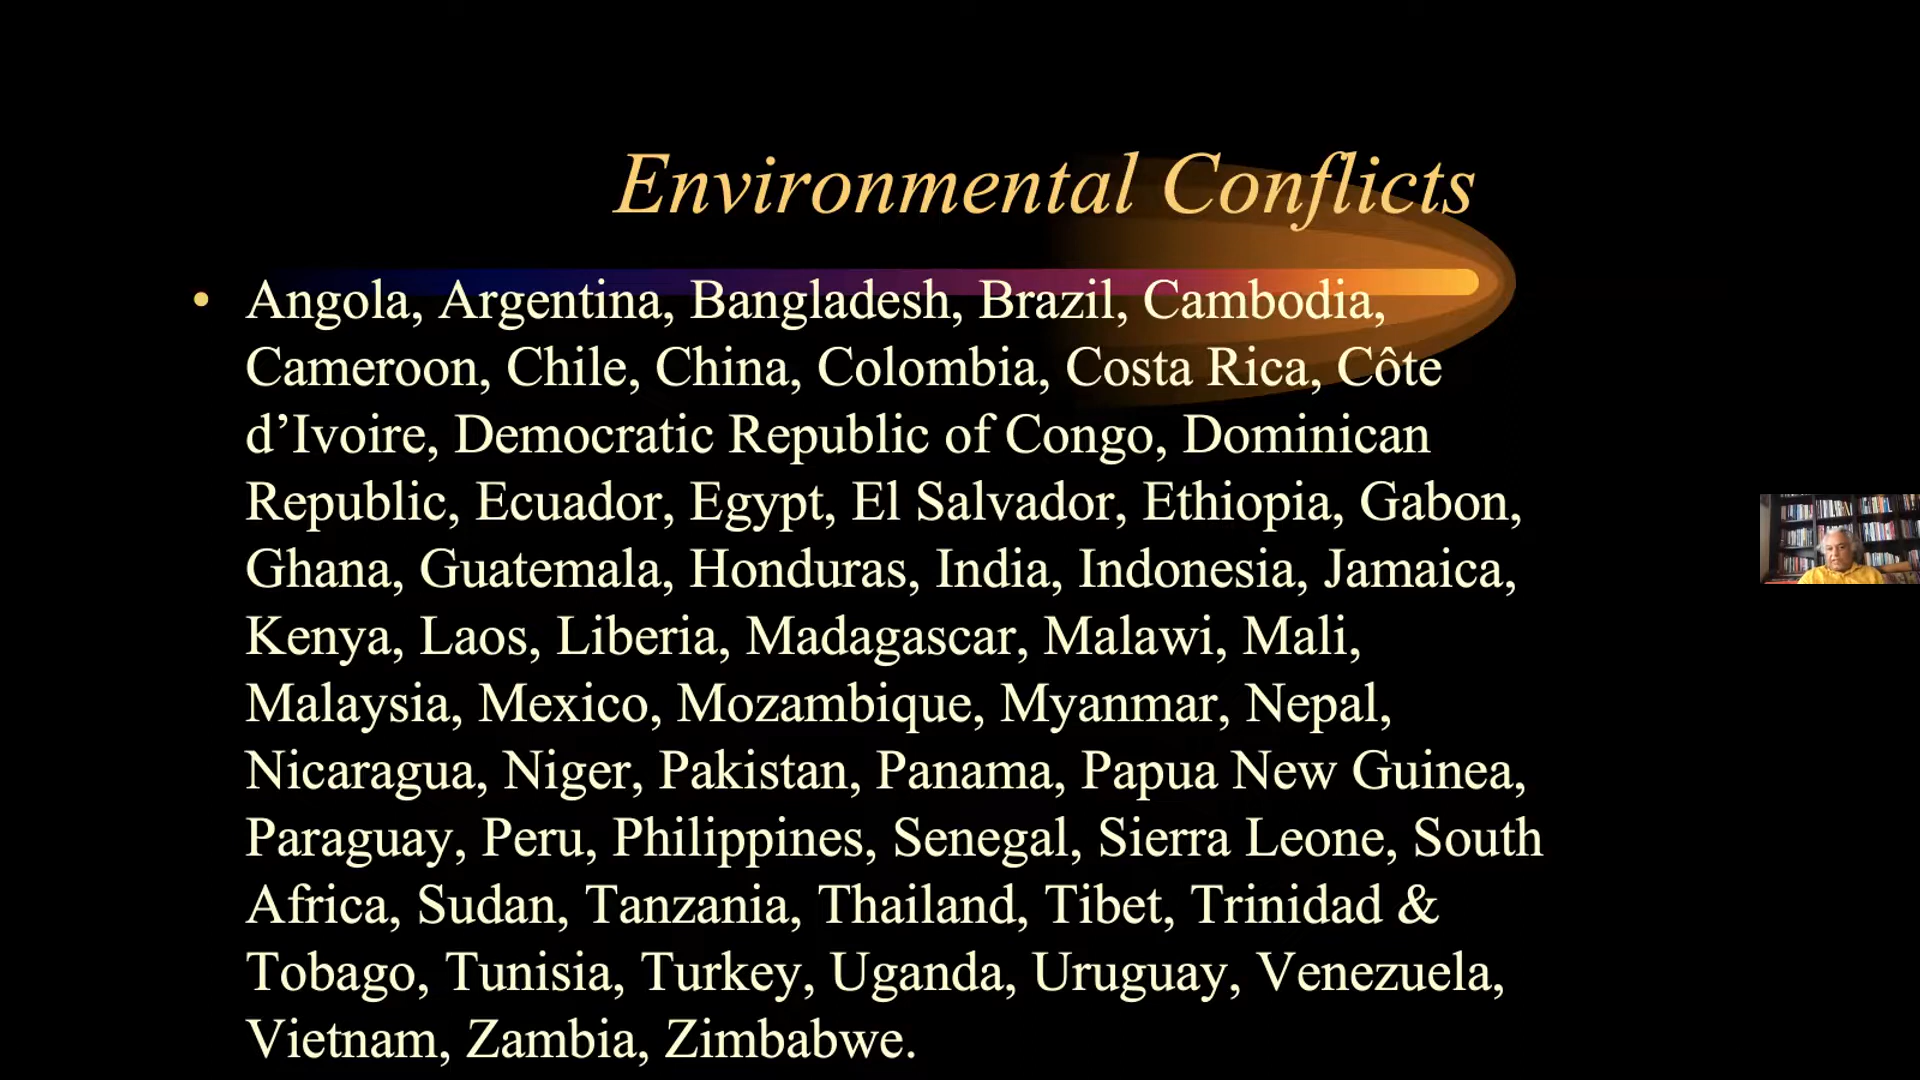 Environmental Conflicts
• Angola, Argentina, Bangladesh, Brazil, Cambodia,
Cameroon, Chile, China, Colombia, Costa Rica, Côte
d’Ivoire, Democratic Republic of Congo, Dominican
Republic, Ecuador, Egypt, El Salvador, Ethiopia, Gabon,
Ghana, Guatemala, Honduras, India, Indonesia, Jamaica,
Kenya, Laos, Liberia, Madagascar, Malawi, Mali,
Malaysia, Mexico, Mozambique, Myanmar, Nepal,
Nicaragua, Niger, Pakistan, Panama, Papua New Guinea,
Paraguay, Peru, Philippines, Senegal, Sierra Leone, South
Africa, Sudan, Tanzania, Thailand, Tibet, Trinidad &
Tobago, Tunisia, Turkey, Uganda, Uruguay, Venezuela,
Vietnam, Zambia, Zimbabwe.